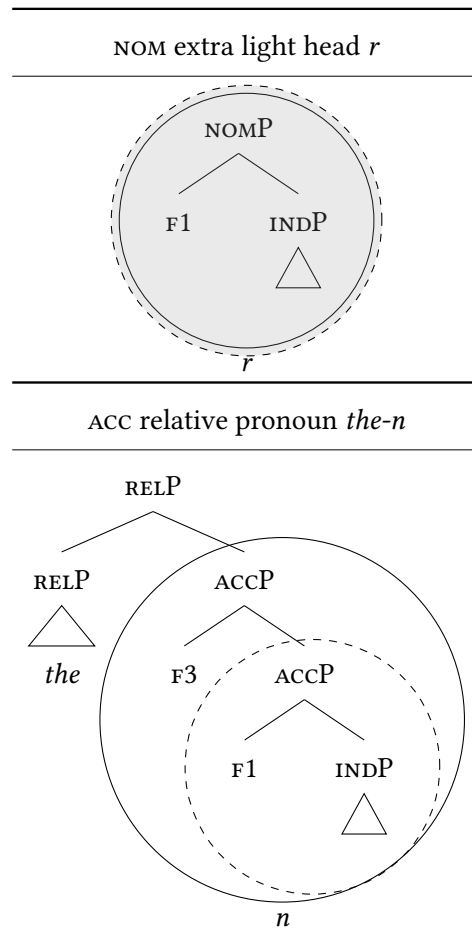 NOM extra light head r
NOMP
F1 INDP
r
ACC relative pronoun the-n
RELP
RELP ACCP
the F3 ACCP
F1 INDP
n